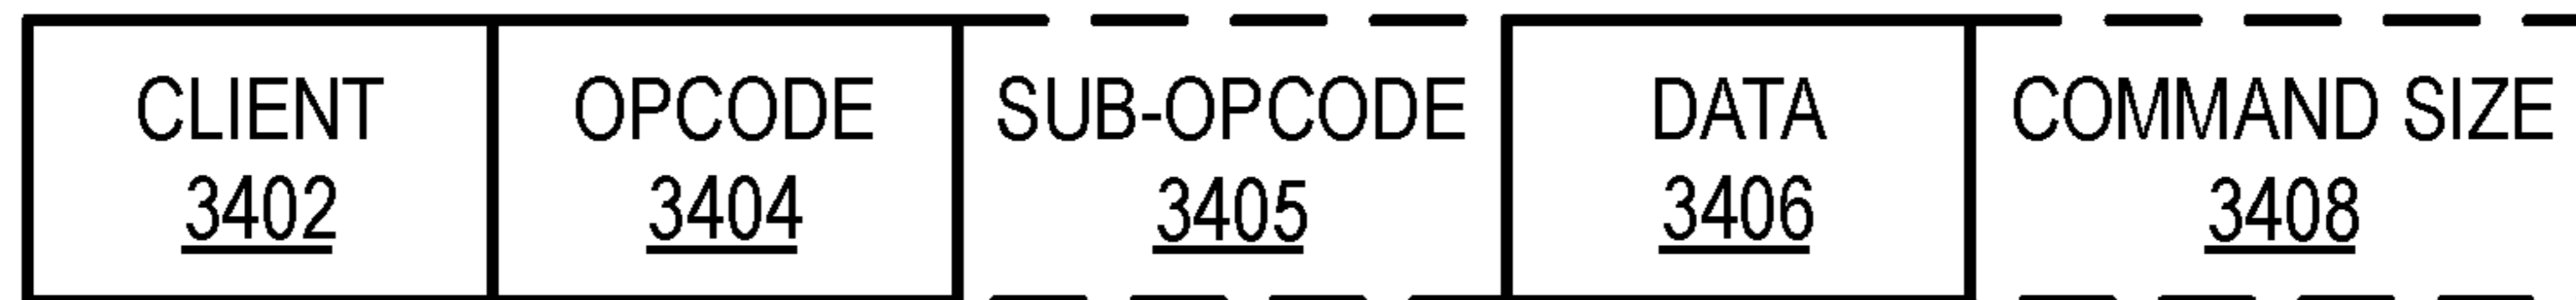 CLIENT
3402
OPCODE
3404
SUB-OPCODE
3405
DATA
3406
COMMAND SIZE
3408